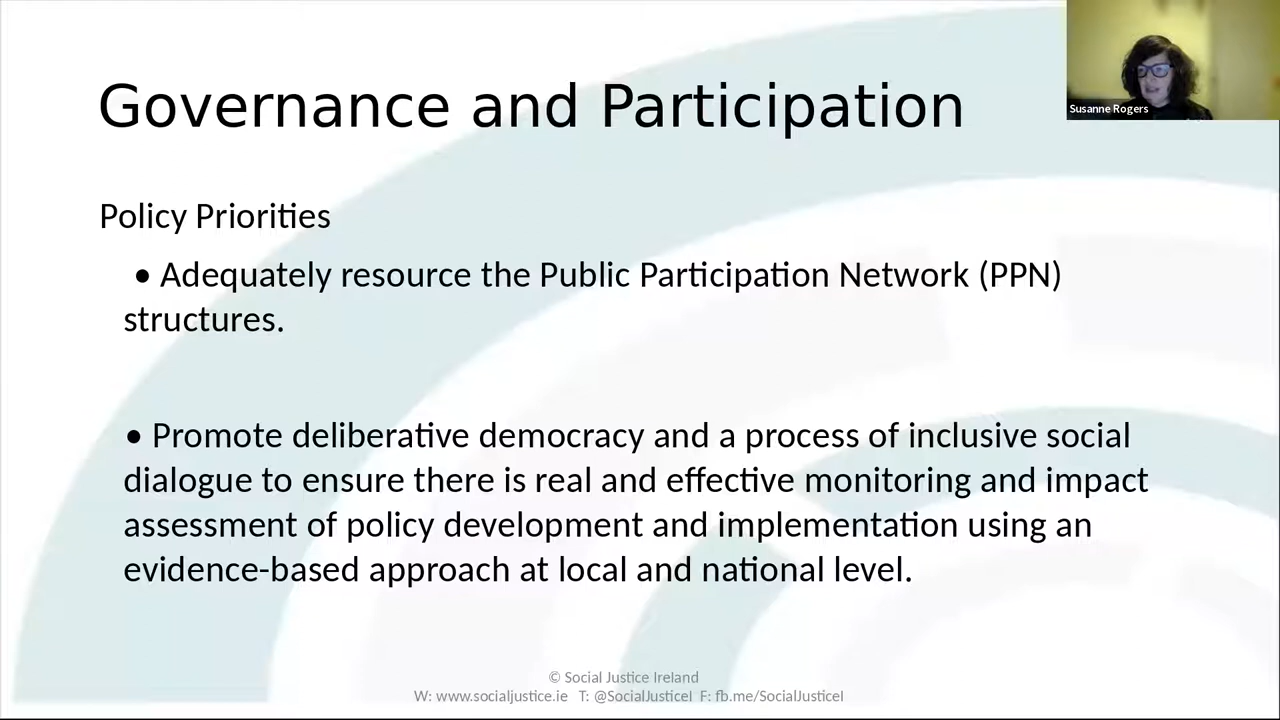 Governance and Participation
Susanne Rogers
Policy Priorities
• Adequately resource the Public Participation Network (PPN)
structures.
• Promote deliberative democracy and a process of inclusive social
dialogue to ensure there is real and effective monitoring and impact
assessment of policy development and implementation using an
evidence-based approach at local and national level.
© Social Justice Ireland
W: www.socialjustice.ie T: @SocialJusticeI F: fb.me/SocialJusticeI